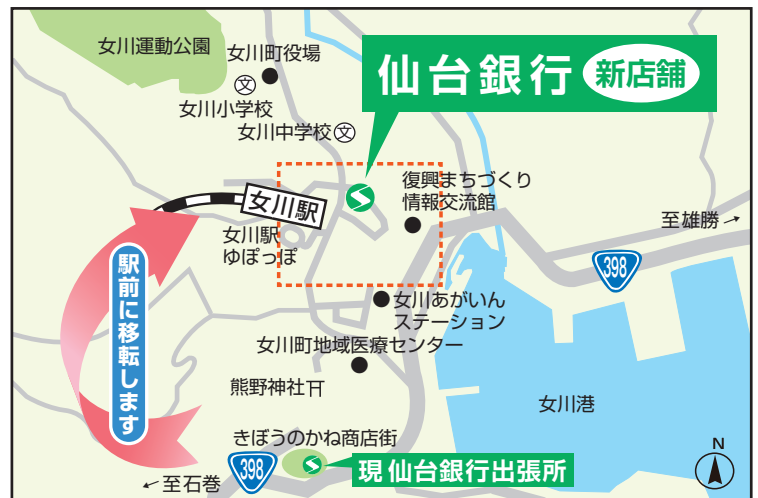 女川運動公園
女川町役場
仙台銀行 新店舗
文
女川小学校
女川中学校 文
復興まちづくり
情報交流館
女川駅
至雄勝
女川駅
ゆぽっぽ
398
駅前に移転します
女川あがいん
ステーション
女川町地域医療センター
熊野神社
女川港
きぼうのかね商店街
N
398
現 仙台銀行出張所
至石巻